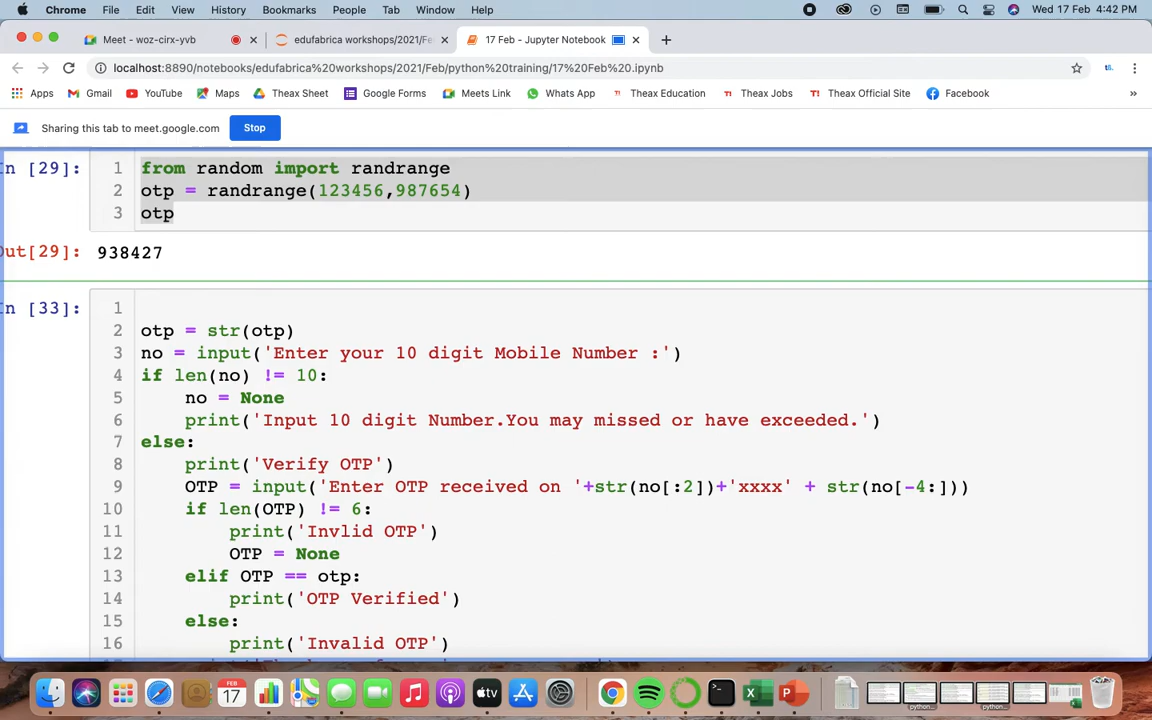 Chrome File Edit View History Bookmarks People Tab Window Help Wed 17 Feb 4:42 PM
Meet - woz-cirx-yvb edufabrica workshops/2021/Fe 17 Feb - Jupyter Notebook
localhost:8890/notebooks/edufabrica%20workshops/2021/Feb/python%20training/17%20Feb%20.ipynb
Apps Gmail YouTube Maps Theax Sheet Google Forms Meets Link Whats App Theax Education Theax Jobs Theax Official Site Facebook »
Sharing this tab to meet.google.com Stop
n [29]: 1 from random import randrange
2 otp = randrange(123456,987654)
3 otp
ut[29]: 938427
n [33]: 1
2 otp = str(otp)
3 no = input('Enter your 10 digit Mobile Number :')
4 if len(no) != 10:
5 no = None
6 print('Input 10 digit Number.You may missed or have exceeded.')
7 else:
8 print('Verify OTP')
9 OTP = input('Enter OTP received on '+str(no[:2])+'xxxx' + str(no[-4:]))
10 if len(OTP) != 6:
11 print('Invlid OTP')
12 OTP = None
13 elif OTP == otp:
14 print('OTP Verified')
15 else:
16 print('Invalid OTP')
FEB
17
tv
python...
python...